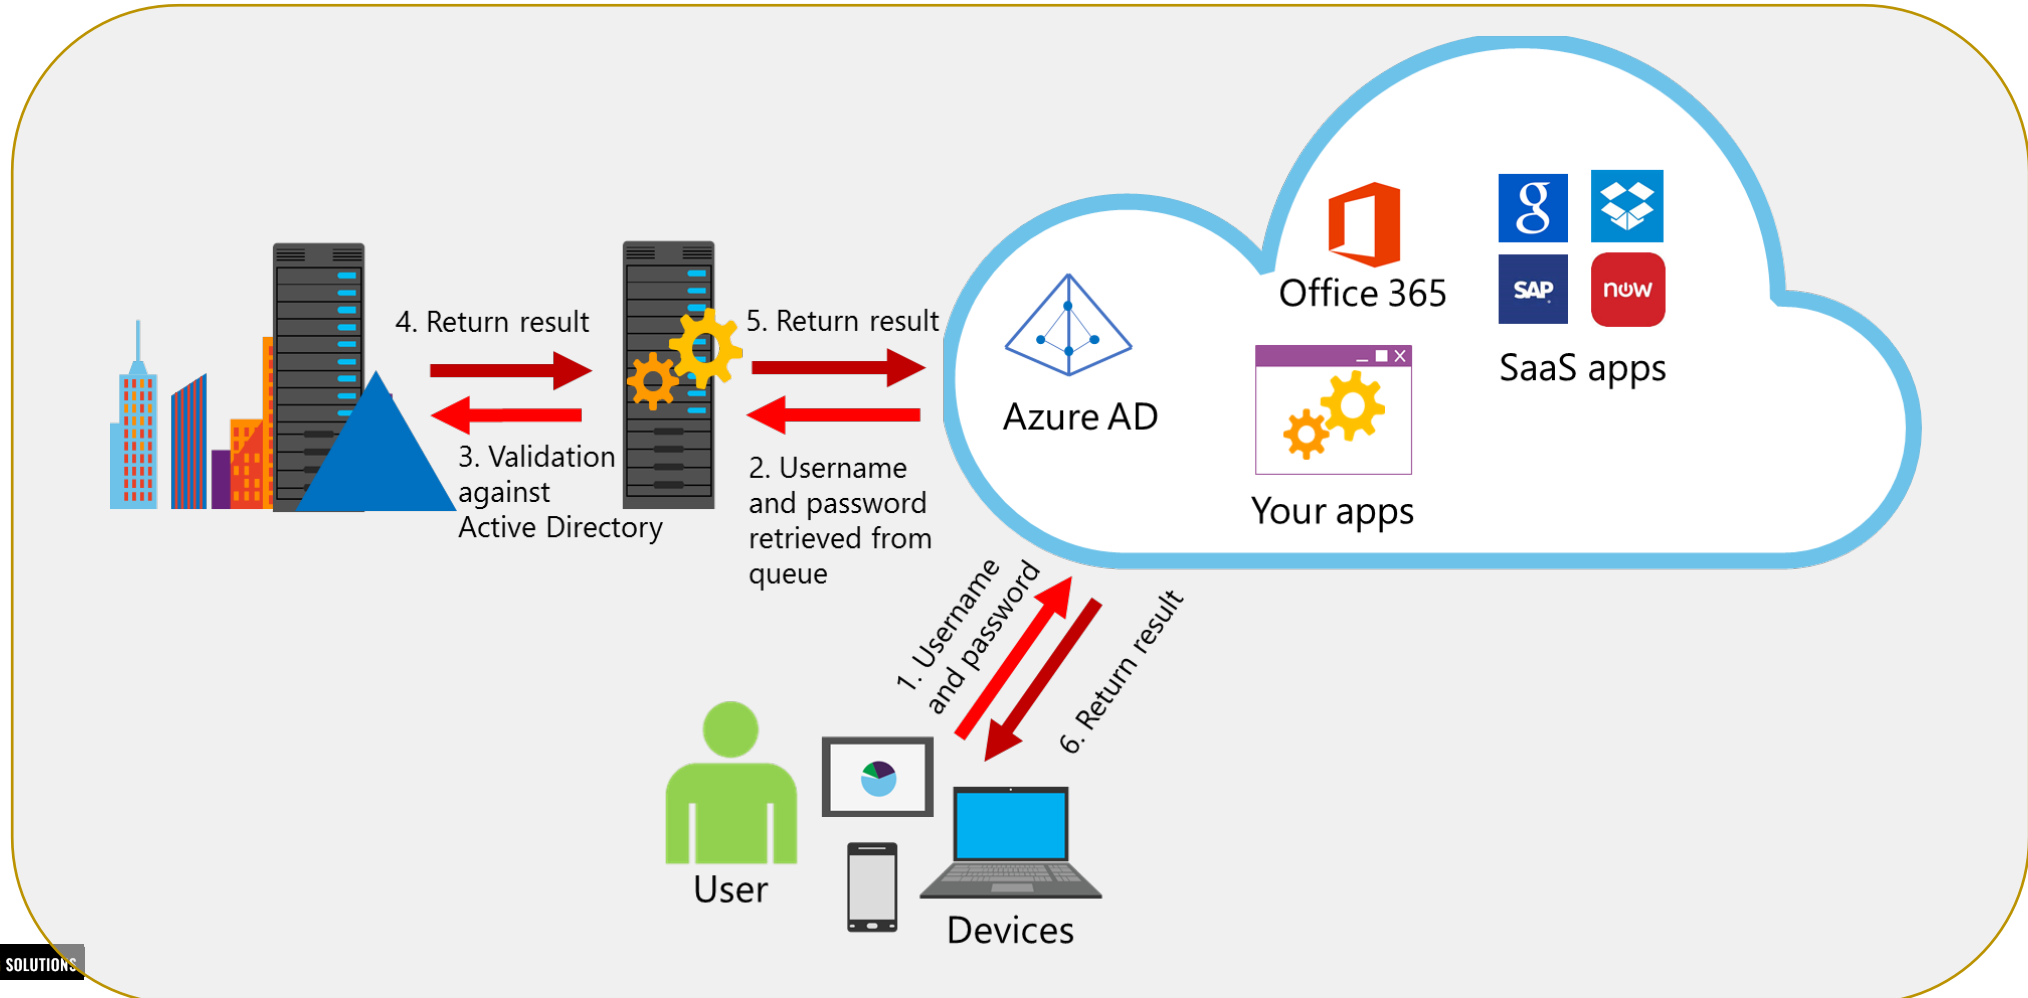 Office 365
g
SAP
now
SaaS apps
Azure AD
Your apps
4. Return result
5. Return result
3. Validation
against
Active Directory
2. Username
and password
retrieved from
queue
1. Username
and password
6. Return result
User
Devices
SOLUTIONS